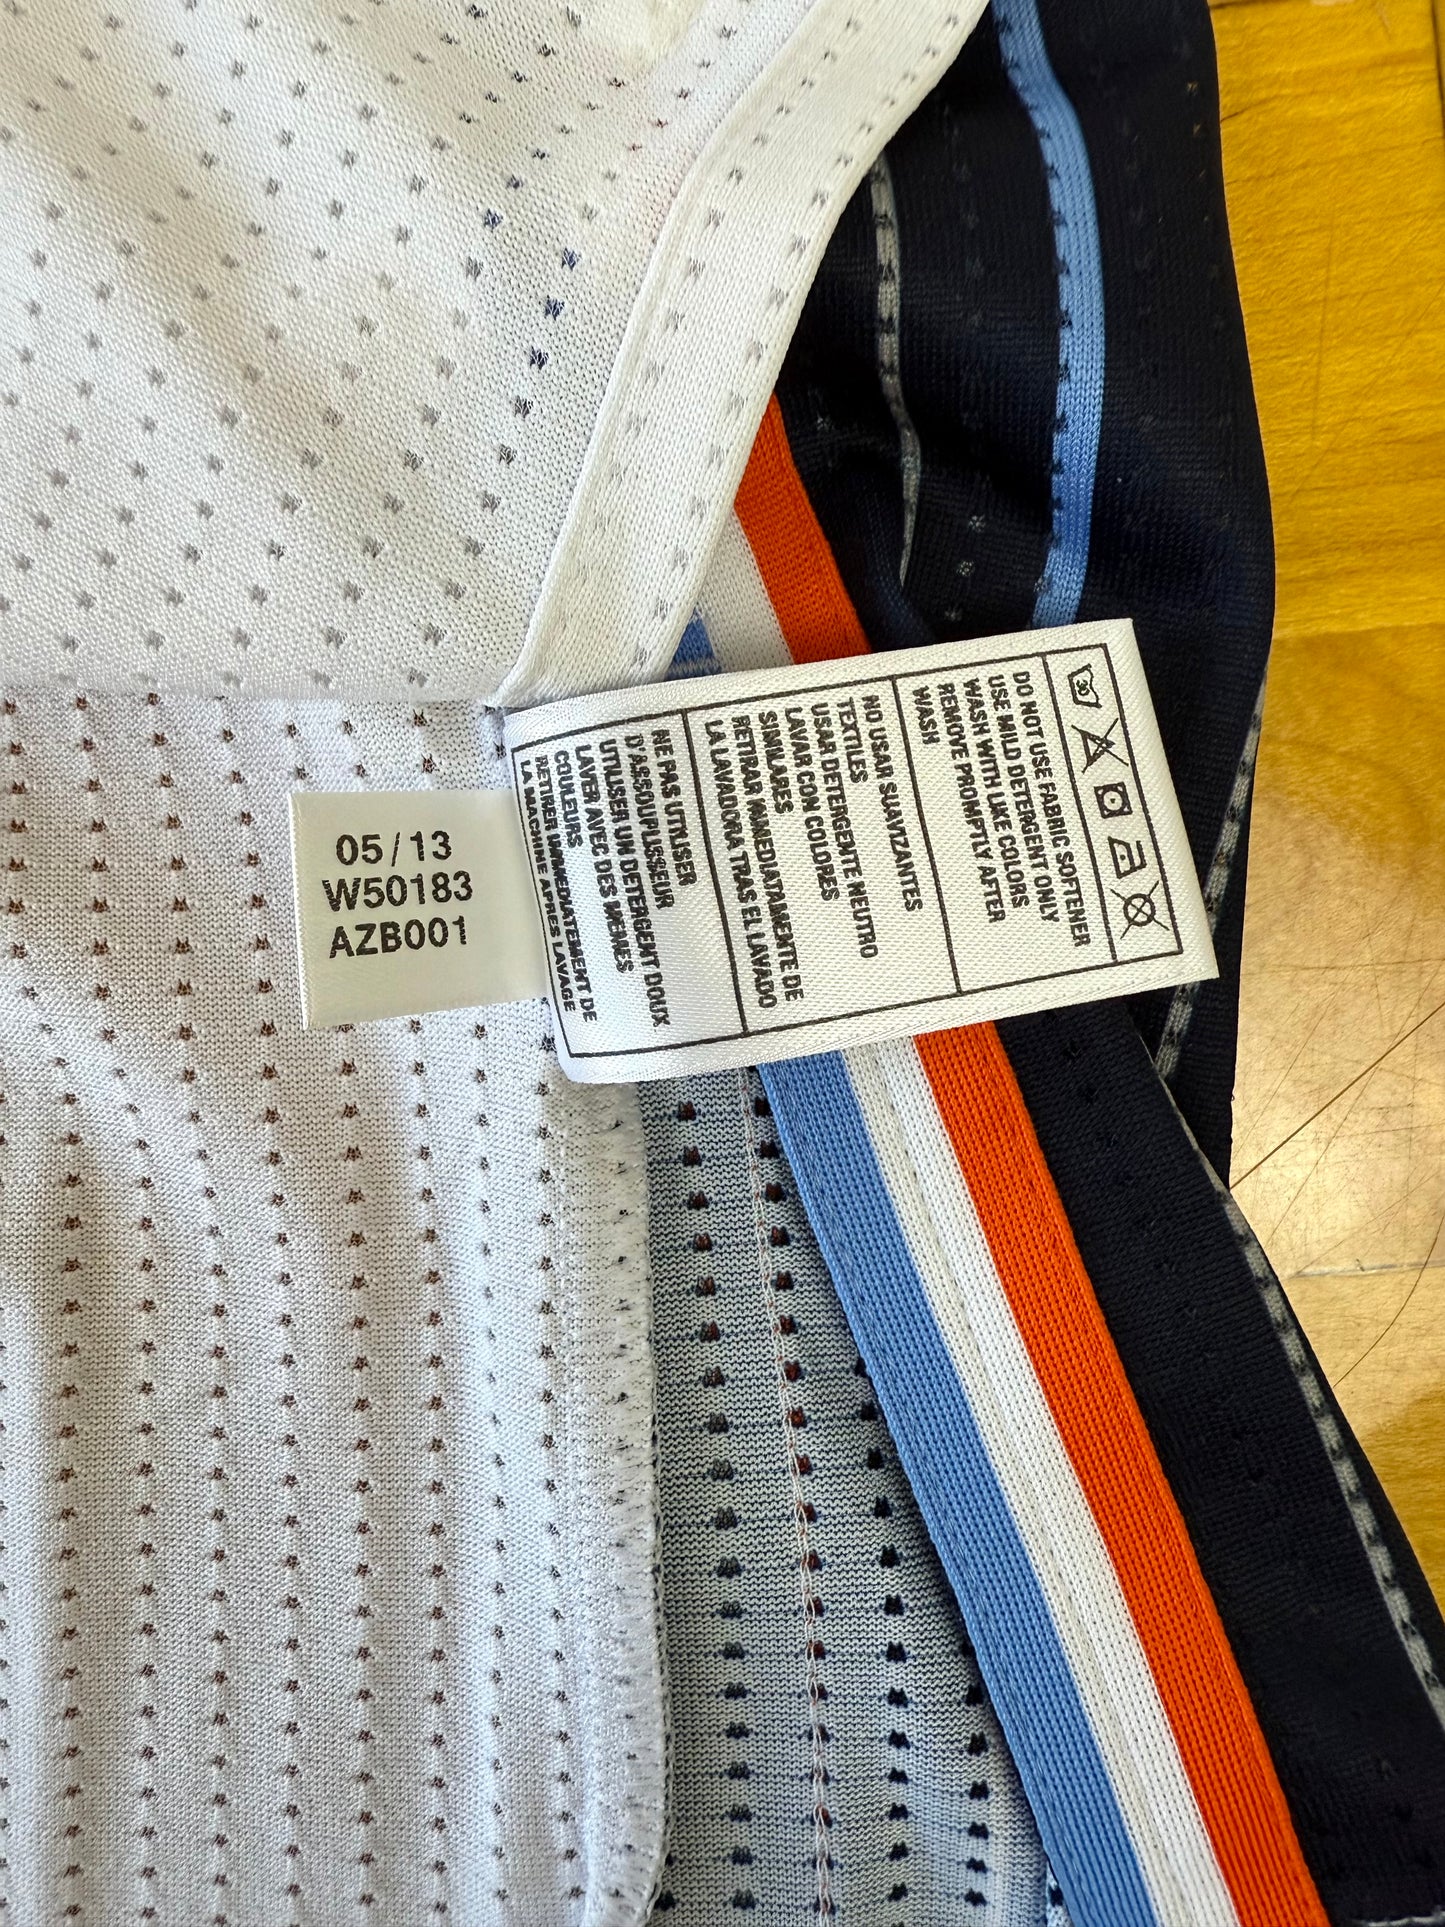 05/13
W50183
AZB001
30
DO NOT USE FABRIC SOFTENER
USE MILD DETERGENT ONLY
WASH WITH LIKE COLORS
REMOVE PROMPTLY AFTER
WASH
NO USAR SUAVIZANTES
TEXTILES
USAR DETERGENTE NEUTRO
LAVAR CON COLORES
SIMILARES
RETIRAR IMMEDIATAMENTE DE
LA LAVADORA TRAS EL LAVADO
NE PAS UTILISER
D'ASSOUPLISSEUR
UTILISER UN DETERGENT DOUX
LAVER AVEC DES MEMES
COULEURS
RETIRER IMMEDIATEMENT DE
LA MACHINE APRES LAVAGE